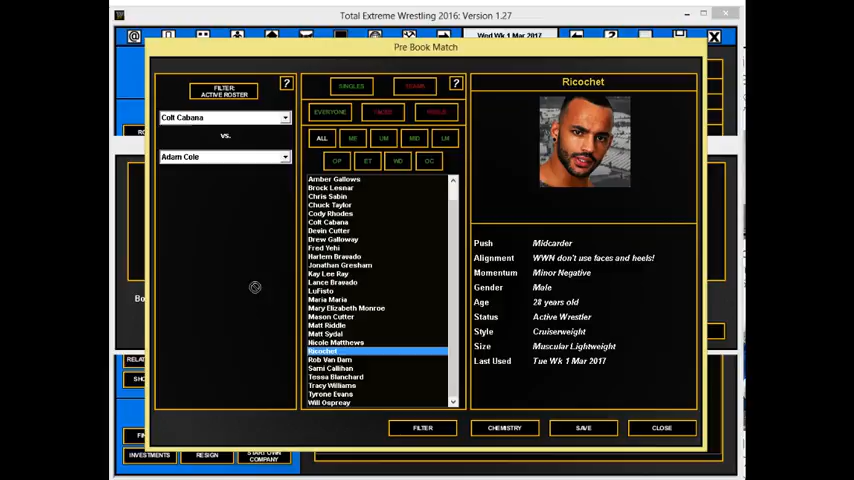 Total Extreme Wrestling 2016: Version 1.27
Wed Wk 1 Mar 2017
Pre Book Match
FILTER:
ACTIVE ROSTER
?
Colt Cabana
vs.
Adam Cole
SINGLES
TEAMS
?
EVERYONE
FACES
HEELS
ALL
ME
UM
MID
LM
OP
ET
WD
OC
Amber Gallows
Brock Lesnar
Chris Sabin
Chuck Taylor
Cody Rhodes
Colt Cabana
Devin Cutter
Drew Galloway
Fred Yehi
Harlem Bravado
Jonathan Gresham
Kay Lee Ray
Lance Bravado
LuFisto
Maria Maria
Mary Elizabeth Monroe
Mason Cutter
Matt Riddle
Matt Sydal
Nicole Matthews
Ricochet
Rob Van Dam
Sami Callihan
Tessa Blanchard
Tracy Williams
Tyrone Evans
Will Ospreay
Ricochet
Push Midcarder
Alignment WWN don't use faces and heels!
Momentum Minor Negative
Gender Male
Age 28 years old
Status Active Wrestler
Style Cruiserweight
Size Muscular Lightweight
Last Used Tue Wk 1 Mar 2017
FILTER
CHEMISTRY
SAVE
CLOSE
INVESTMENTS
RESIGN
START OWN
COMPANY